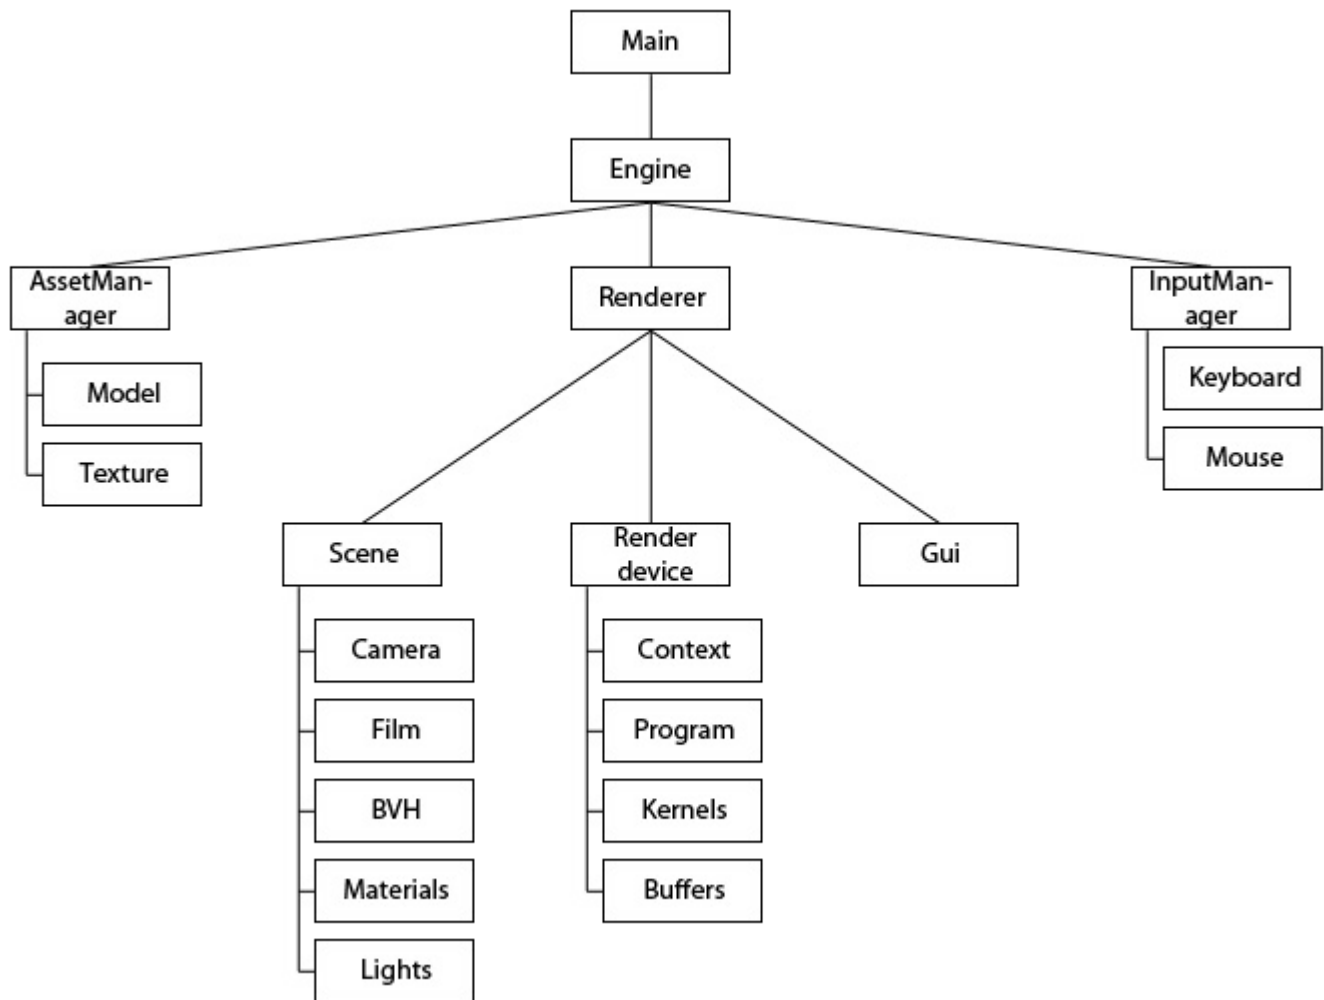 Main
Engine
AssetMan-
ager
Renderer
InputMan-
ager
Model
Texture
Keyboard
Mouse
Scene
Render
device
Gui
Camera
Film
BVH
Materials
Lights
Context
Program
Kernels
Buffers